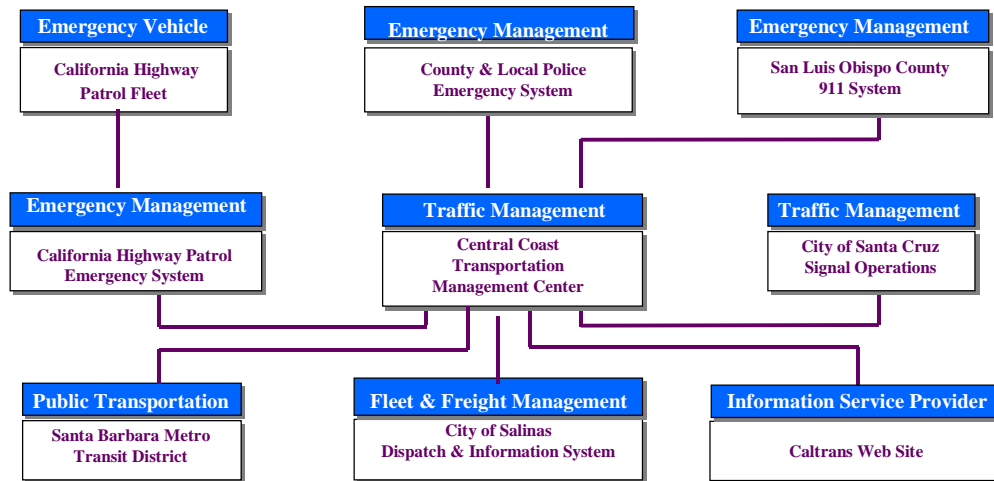 Emergency Vehicle
California Highway
Patrol Fleet
Emergency Management
County & Local Police
Emergency System
Emergency Management
San Luis Obispo County
911 System
Emergency Management
California Highway Patrol
Emergency System
Traffic Management
Central Coast
Transportation
Management Center
Traffic Management
City of Santa Cruz
Signal Operations
Public Transportation
Santa Barbara Metro
Transit District
Fleet & Freight Management
City of Salinas
Dispatch & Information System
Information Service Provider
Caltrans Web Site